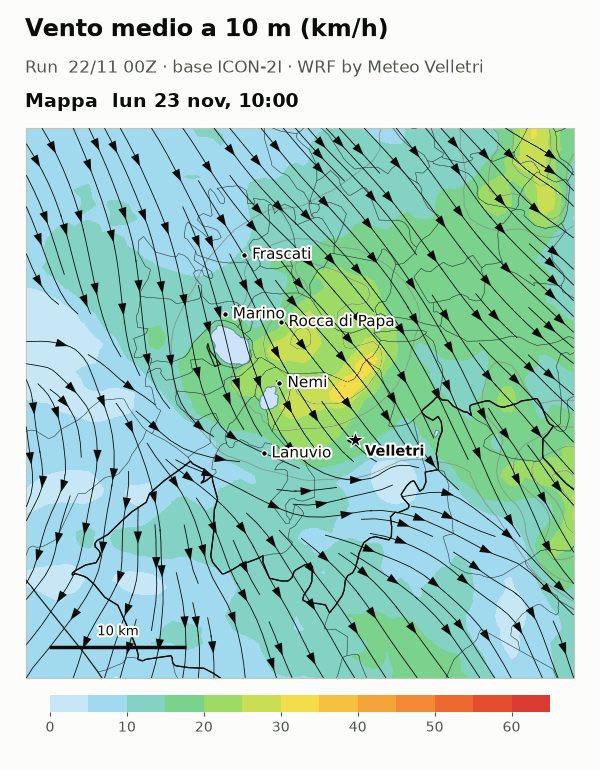 Vento medio a 10 m (km/h)
Run  22/11 00Z · base ICON-2I · WRF by Meteo Velletri
Mappa  lun 23 nov, 10:00
Frascati
Marino
Rocca di Papa
Nemi
Velletri
Lanuvio
10 km
0 10 20 30 40 50 60